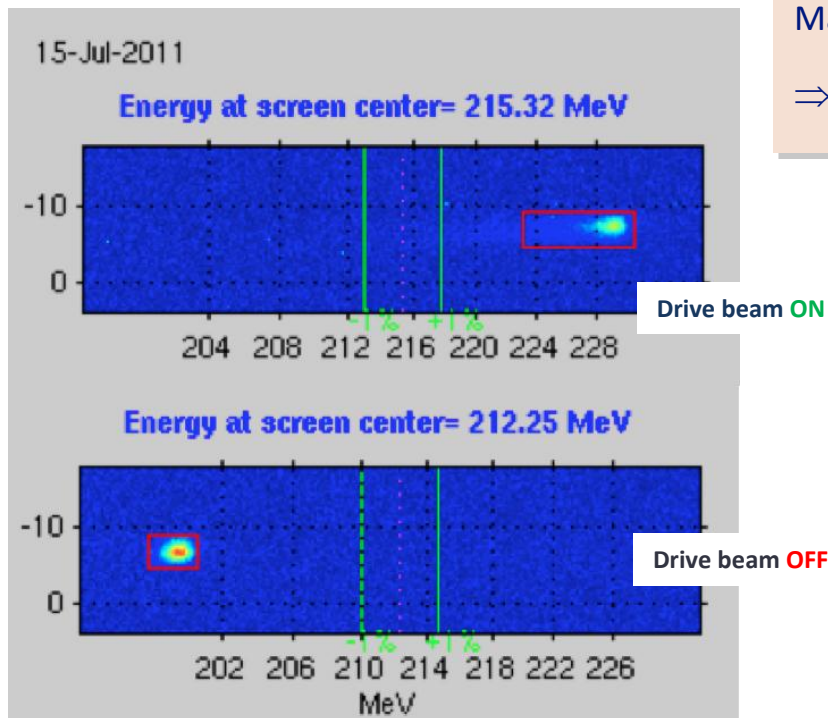 Ma
⇒
15-Jul-2011
Energy at screen center= 215.32 MeV
-10
0
-1% +1%
204 208 212 216 220 224 228
Drive beam ON
Energy at screen center= 212.25 MeV
-10
0
-1% +1%
202 206 210 214 218 222 226
MeV
Drive beam OFF